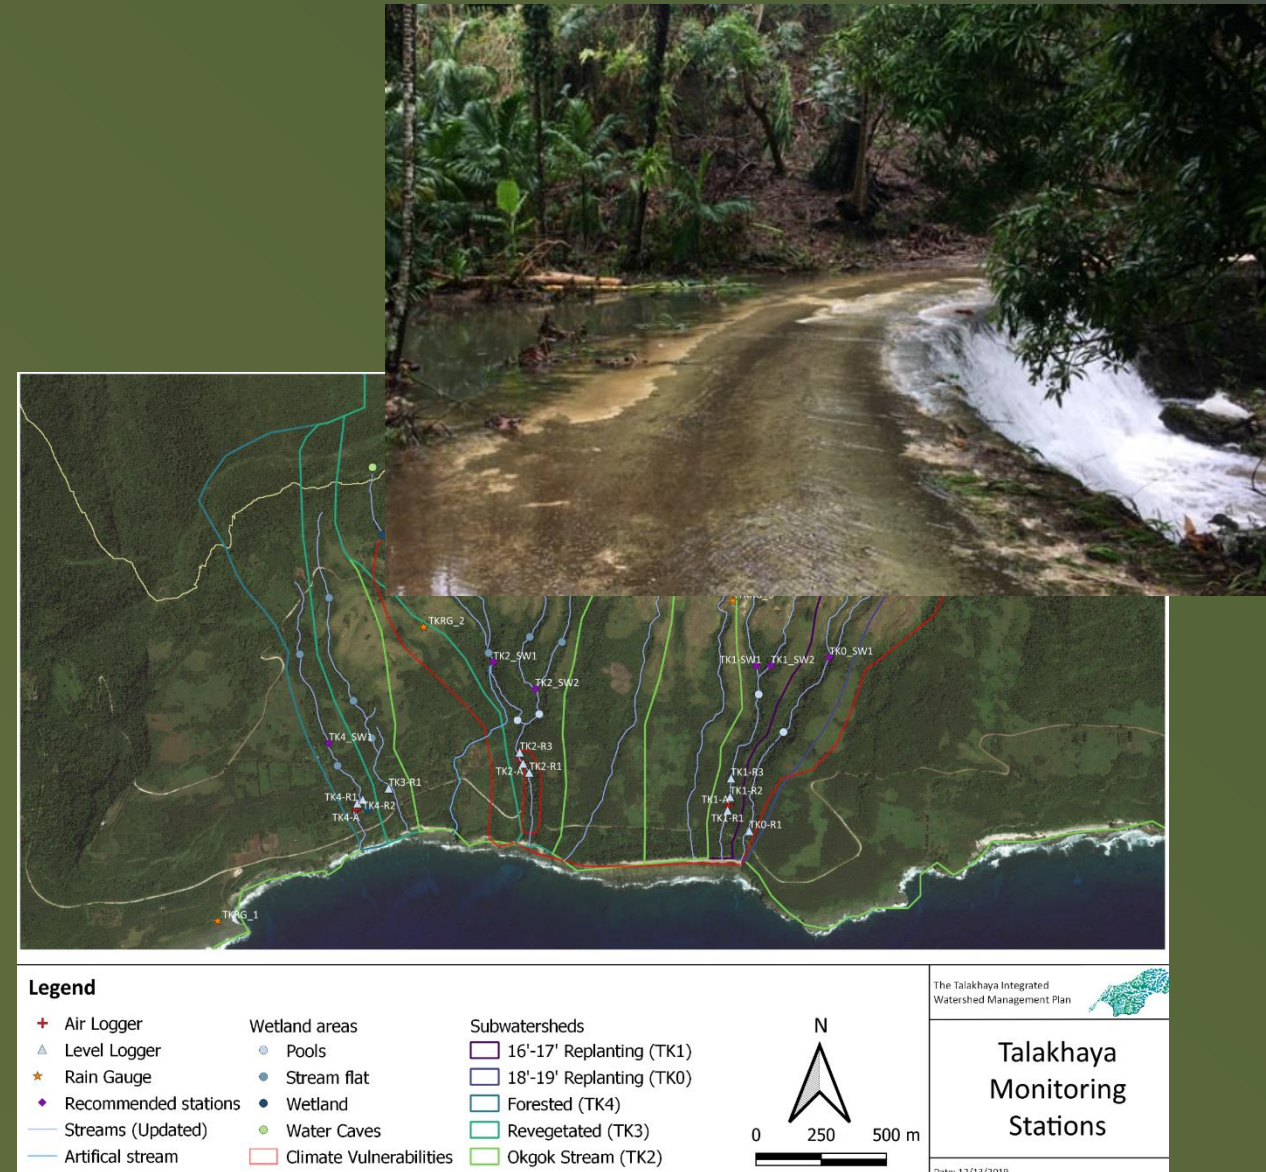 TKRG_2
TK2_SW1
TK1-SW1
TK1_SW2
TK0_SW1
TK2_SW2
TK4_SW1
TK2-R3
TK2-A
TK2-R1
TK1-R3
TK3-R1
TK4-R1
TK4-R2
TK4-A
TK1-A
TK1-R2
TK1-R1
TK0-R1
TKRG_1
Legend
Air Logger
Level Logger
Rain Gauge
Recommended stations
Streams (Updated)
Artifical stream
Wetland areas
Pools
Stream flat
Wetland
Water Caves
Climate Vulnerabilities
Subwatersheds
16'-17' Replanting (TK1)
18'-19' Replanting (TK0)
Forested (TK4)
Revegetated (TK3)
Okgok Stream (TK2)
N
0 250 500 m
The Talakhaya Integrated
Watershed Management Plan
Talakhaya
Monitoring
Stations
Date: 12/13/2019